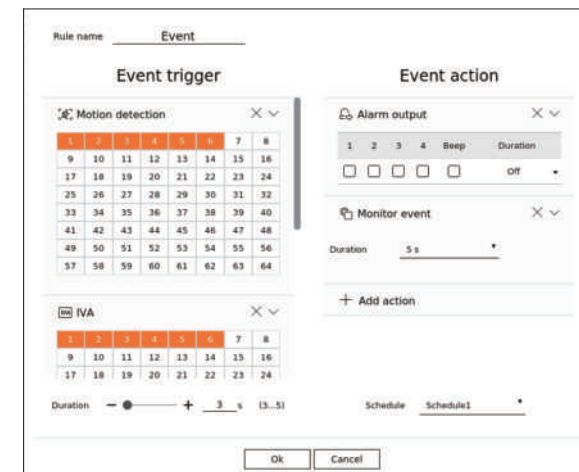 Rule name Event
Event trigger
Motion detection
1 2 3 4 5 6 7 8
9 10 11 12 13 14 15 16
17 18 19 20 21 22 23 24
25 26 27 28 29 30 31 32
33 34 35 36 37 38 39 40
41 42 43 44 45 46 47 48
49 50 51 52 53 54 55 56
57 58 59 60 61 62 63 64
IVA
1 2 3 4 5 6 7 8
9 10 11 12 13 14 15 16
17 18 19 20 21 22 23 24
Duration − + 3 s (3...5)
Event action
Alarm output
1 2 3 4 Beep Duration
Off
Monitor event
Duration 5 s
+ Add action
Schedule Schedule1
Ok Cancel